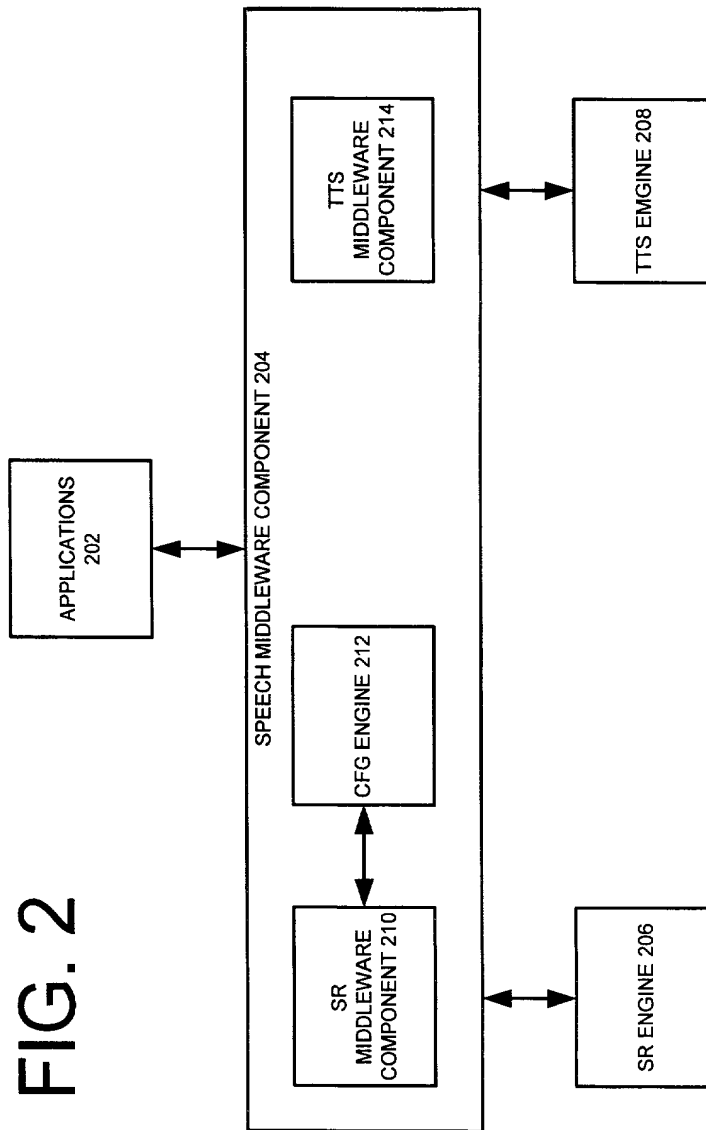 FIG. 2
APPLICATIONS
202
SPEECH MIDDLEWARE COMPONENT 204
SR
MIDDLEWARE
COMPONENT 210
CFG ENGINE 212
TTS
MIDDLEWARE
COMPONENT 214
SR ENGINE 206
TTS EMGINE 208